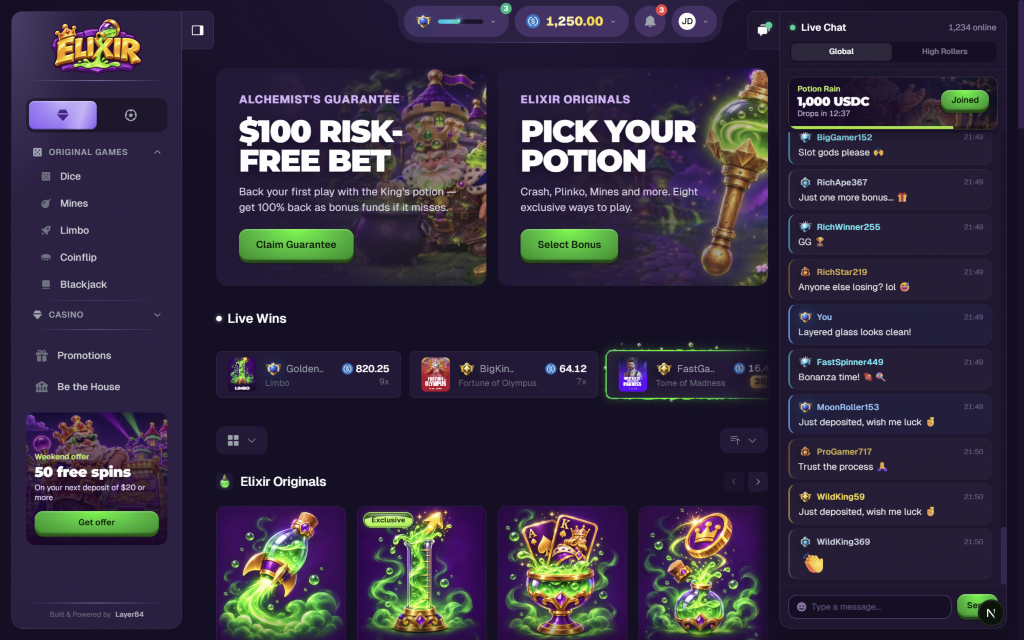 ELIXIR
ORIGINAL GAMES
Dice
Mines
Limbo
Coinflip
Blackjack
CASINO
Promotions
Be the House
Weekend offer
50 free spins
On your next deposit of $20 or
more
Get offer
Built & Powered by Layer84
3
1,250.00
3
JD
ALCHEMIST'S GUARANTEE
$100 RISK-
FREE BET
Back your first play with the King's potion —
get 100% back as bonus funds if it misses.
Claim Guarantee
ELIXIR ORIGINALS
PICK YOUR
POTION
Crash, Plinko, Mines and more. Eight
exclusive ways to play.
Select Bonus
Live Wins
LIMBO
Golden..
820.25
Limbo
9x
FORTUNE OF
OLYMPUS
BigKin..
64.12
Fortune of Olympus
7x
MADNESS
FastGa..
16.4
Tome of Madness
Elixir Originals
Exclusive
A
K
Live Chat
1,234 online
Global
High Rollers
Potion Rain
1,000 USDC
Drops in 12:37
Joined
BigGamer152
21:49
Slot gods please 🙌
RichApe367
21:49
Just one more bonus... 🎁
RichWinner255
21:49
GG 🏆
RichStar219
21:49
Anyone else losing? lol 😅
You
21:49
Layered glass looks clean!
FastSpinner449
21:49
Bonanza time! 🍬 🍭
MoonRoller153
21:49
Just deposited, wish me luck 🤞
ProGamer717
21:50
Trust the process 🙏
WildKing59
21:50
Just deposited, wish me luck 🤞
WildKing369
21:50
👏
Type a message...
Se
N